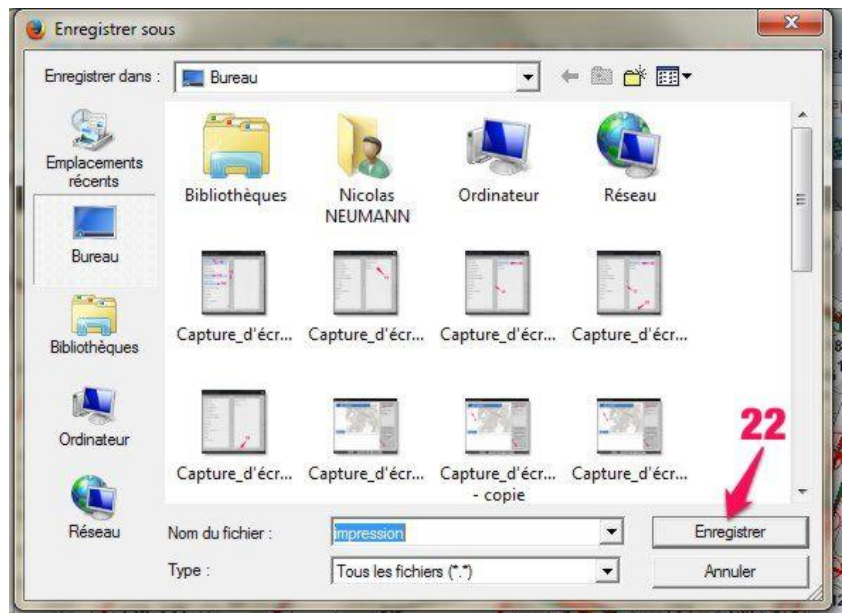 Enregistrer sous
Enregistrer dans :
Bureau
Emplacements
récents
Bureau
Bibliothèques
Ordinateur
Réseau
Bibliothèques
Nicolas
NEUMANN
Ordinateur
Réseau
Capture_d'écr...
Capture_d'écr...
Capture_d'écr...
Capture_d'écr...
Capture_d'écr...
Capture_d'écr...
Capture_d'écr...
- copie
Capture_d'écr...
22
Nom du fichier :
impression
Enregistrer
Type :
Tous les fichiers (*.*)
Annuler